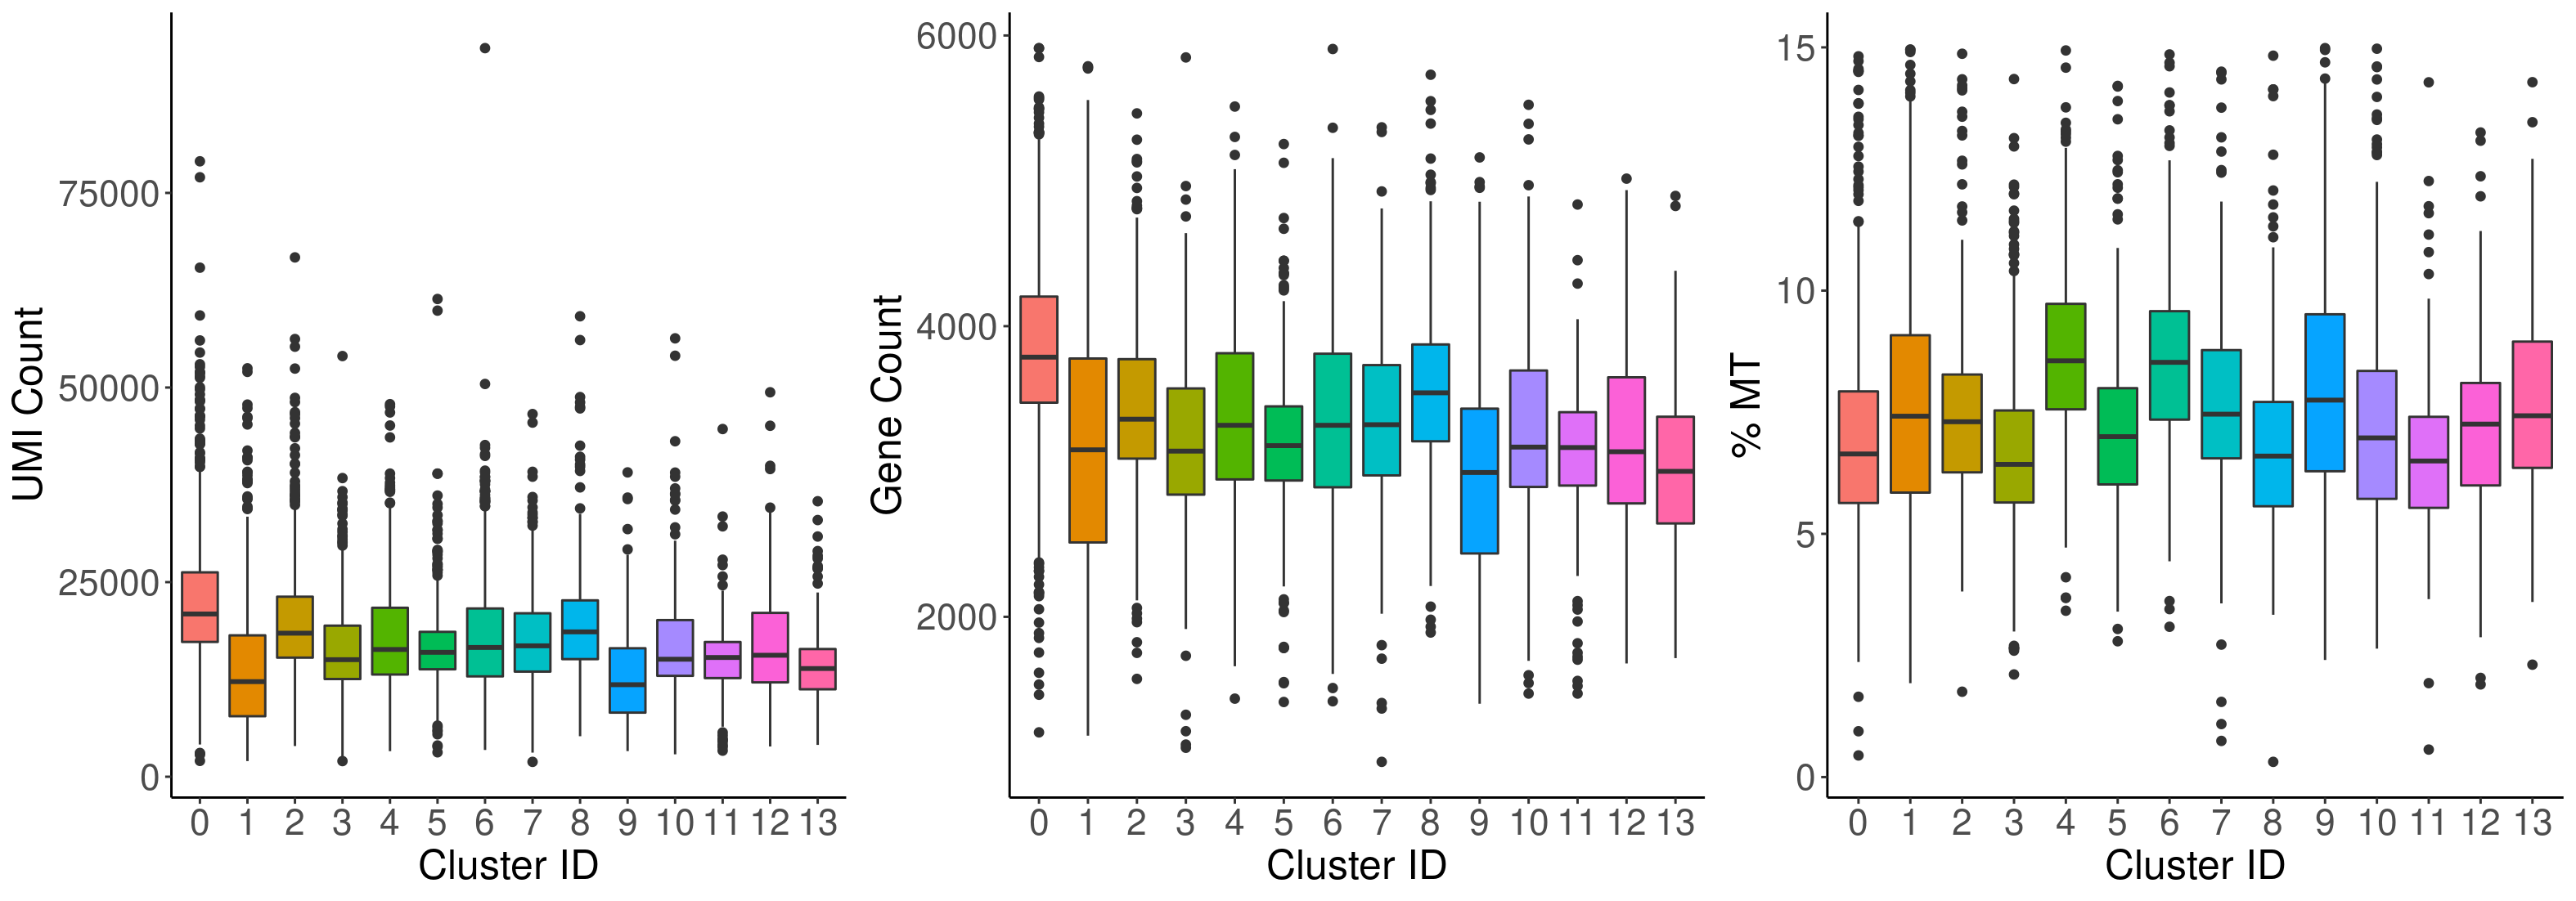 UMI Count
75000
50000
25000
0
0 1 2 3 4 5 6 7 8 9 10 11 12 13
Cluster ID
Gene Count
6000
4000
2000
0 1 2 3 4 5 6 7 8 9 10 11 12 13
Cluster ID
% MT
15
10
5
0
0 1 2 3 4 5 6 7 8 9 10 11 12 13
Cluster ID